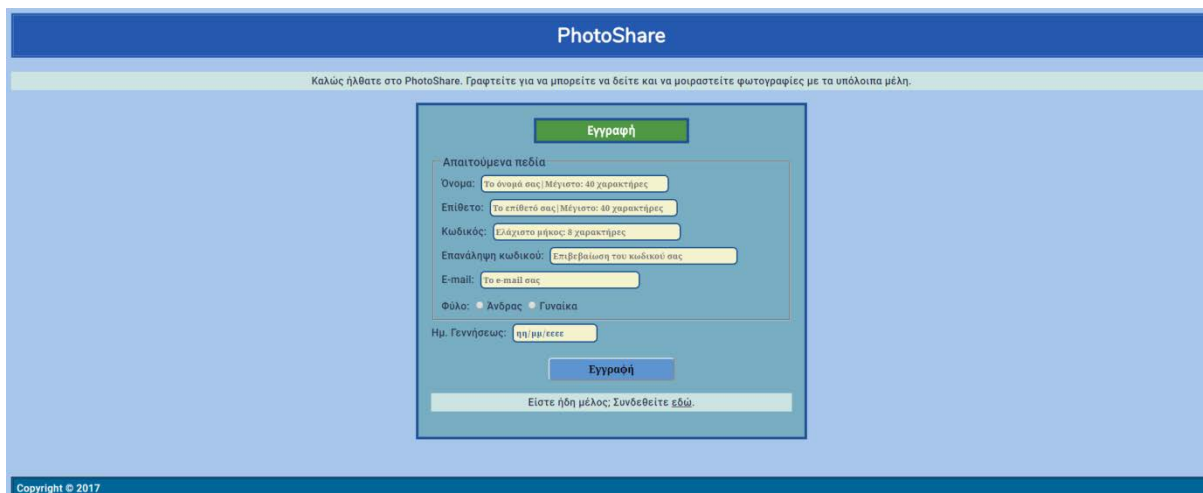 PhotoShare
Καλώς ήλθατε στο PhotoShare. Γραφτείτε για να μπορείτε να δείτε και να μοιραστείτε φωτογραφίες με τα υπόλοιπα μέλη.
Εγγραφή
Απαιτούμενα πεδία
Όνομα: Το όνομά σας|Μέγιστο: 40 χαρακτήρες
Επίθετο: Το επίθετό σας|Μέγιστο: 40 χαρακτήρες
Κωδικός: Ελάχιστο μήκος: 8 χαρακτήρες
Επανάληψη κωδικού: Επιβεβαίωση του κωδικού σας
E-mail: Το e-mail σας
Φύλο: Άνδρας Γυναίκα
Ημ. Γεννήσεως: ηη/μμ/εεεε
Εγγραφή
Είστε ήδη μέλος; Συνδεθείτε εδώ.
Copyright © 2017